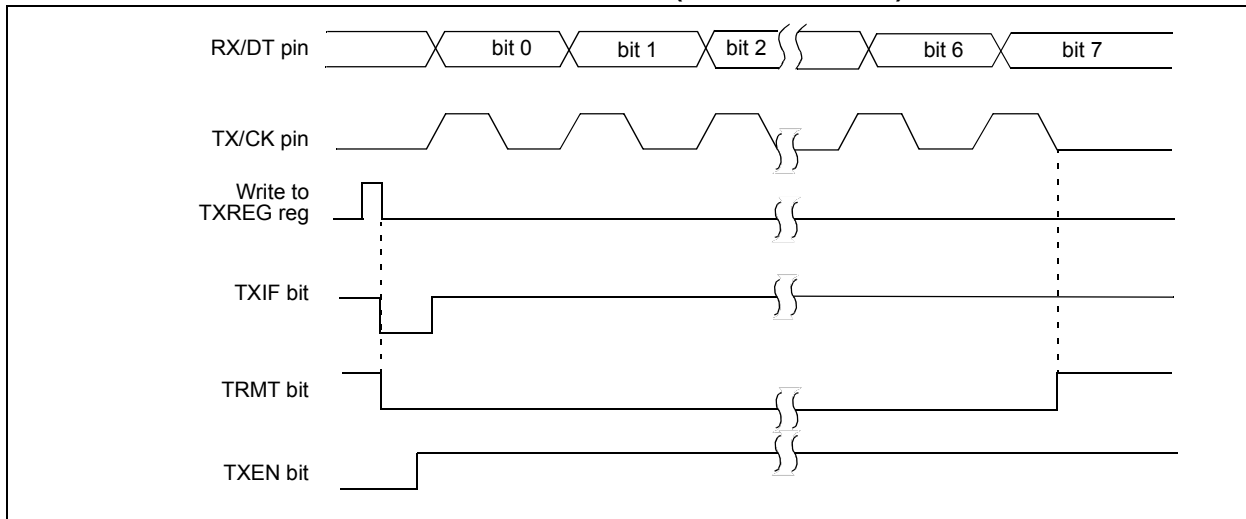 RX/DT pin
bit 0
bit 1
bit 2
bit 6
bit 7
TX/CK pin
Write to
TXREG reg
TXIF bit
TRMT bit
TXEN bit